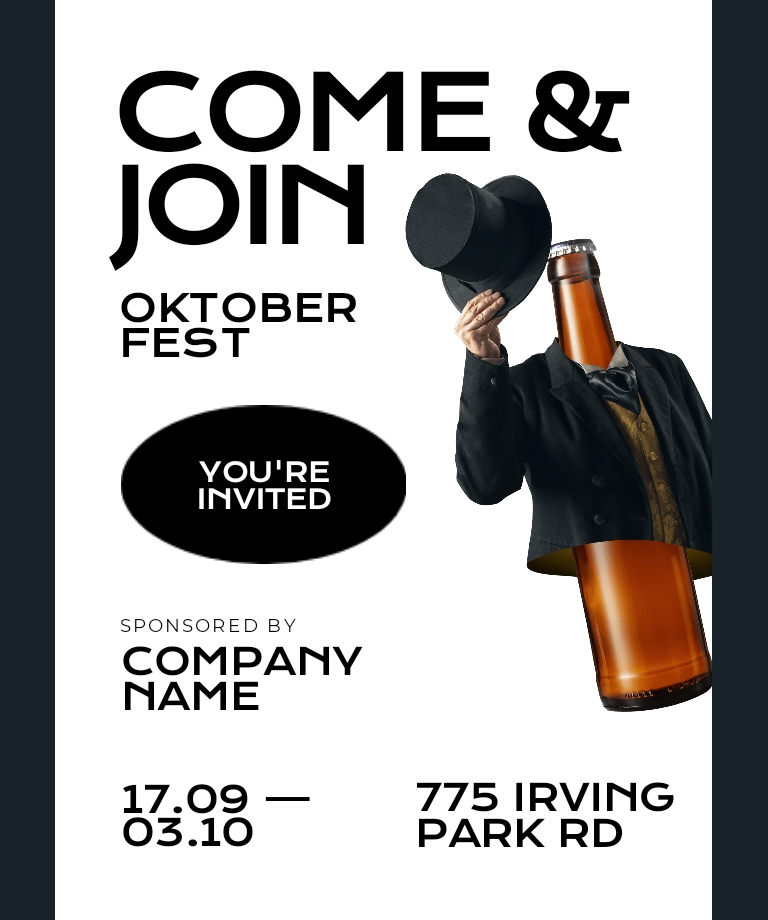 COME &
JOIN
OKTOBER
FEST
YOU'RE
INVITED
SPONSORED BY
COMPANY
NAME
17.09 —
03.10
775 IRVING
PARK RD